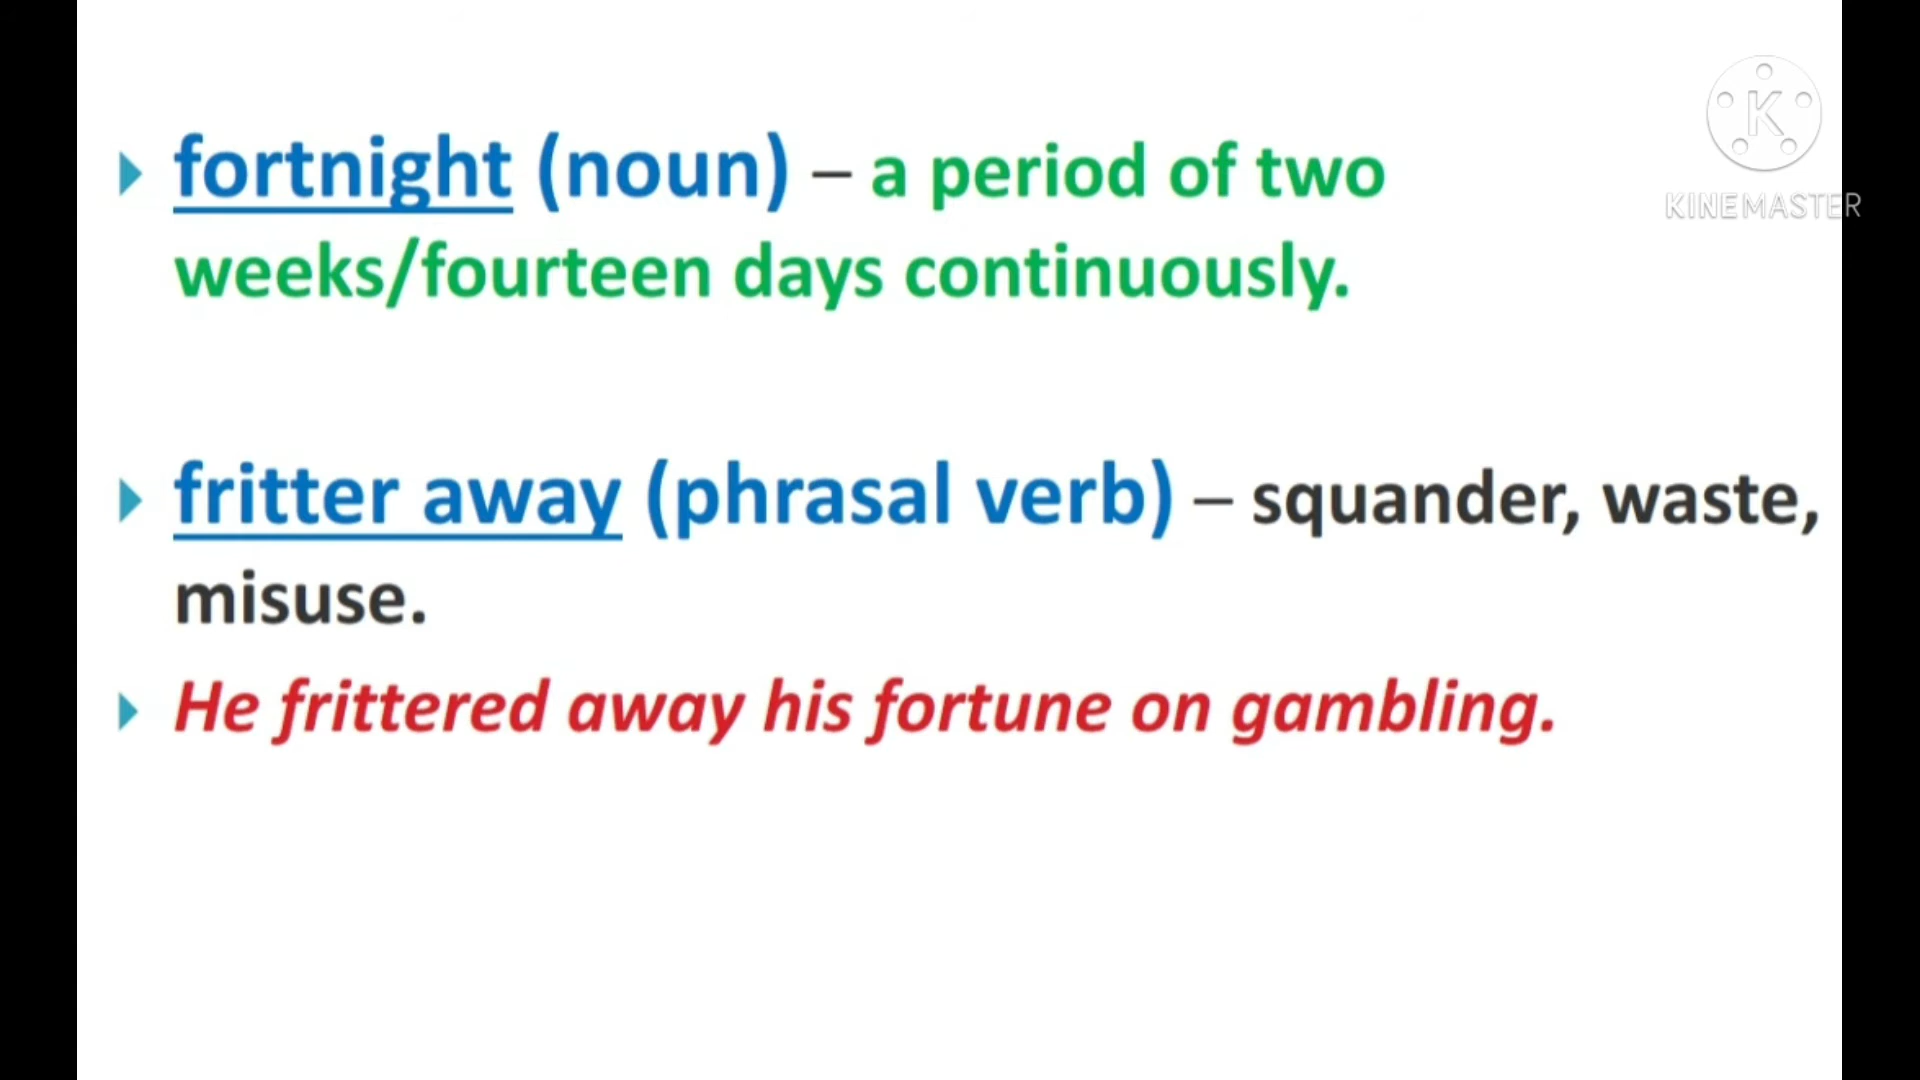 fortnight (noun) – a period of two
weeks/fourteen days continuously.
fritter away (phrasal verb) – squander, waste,
misuse.
He frittered away his fortune on gambling.
K
KINEMASTER